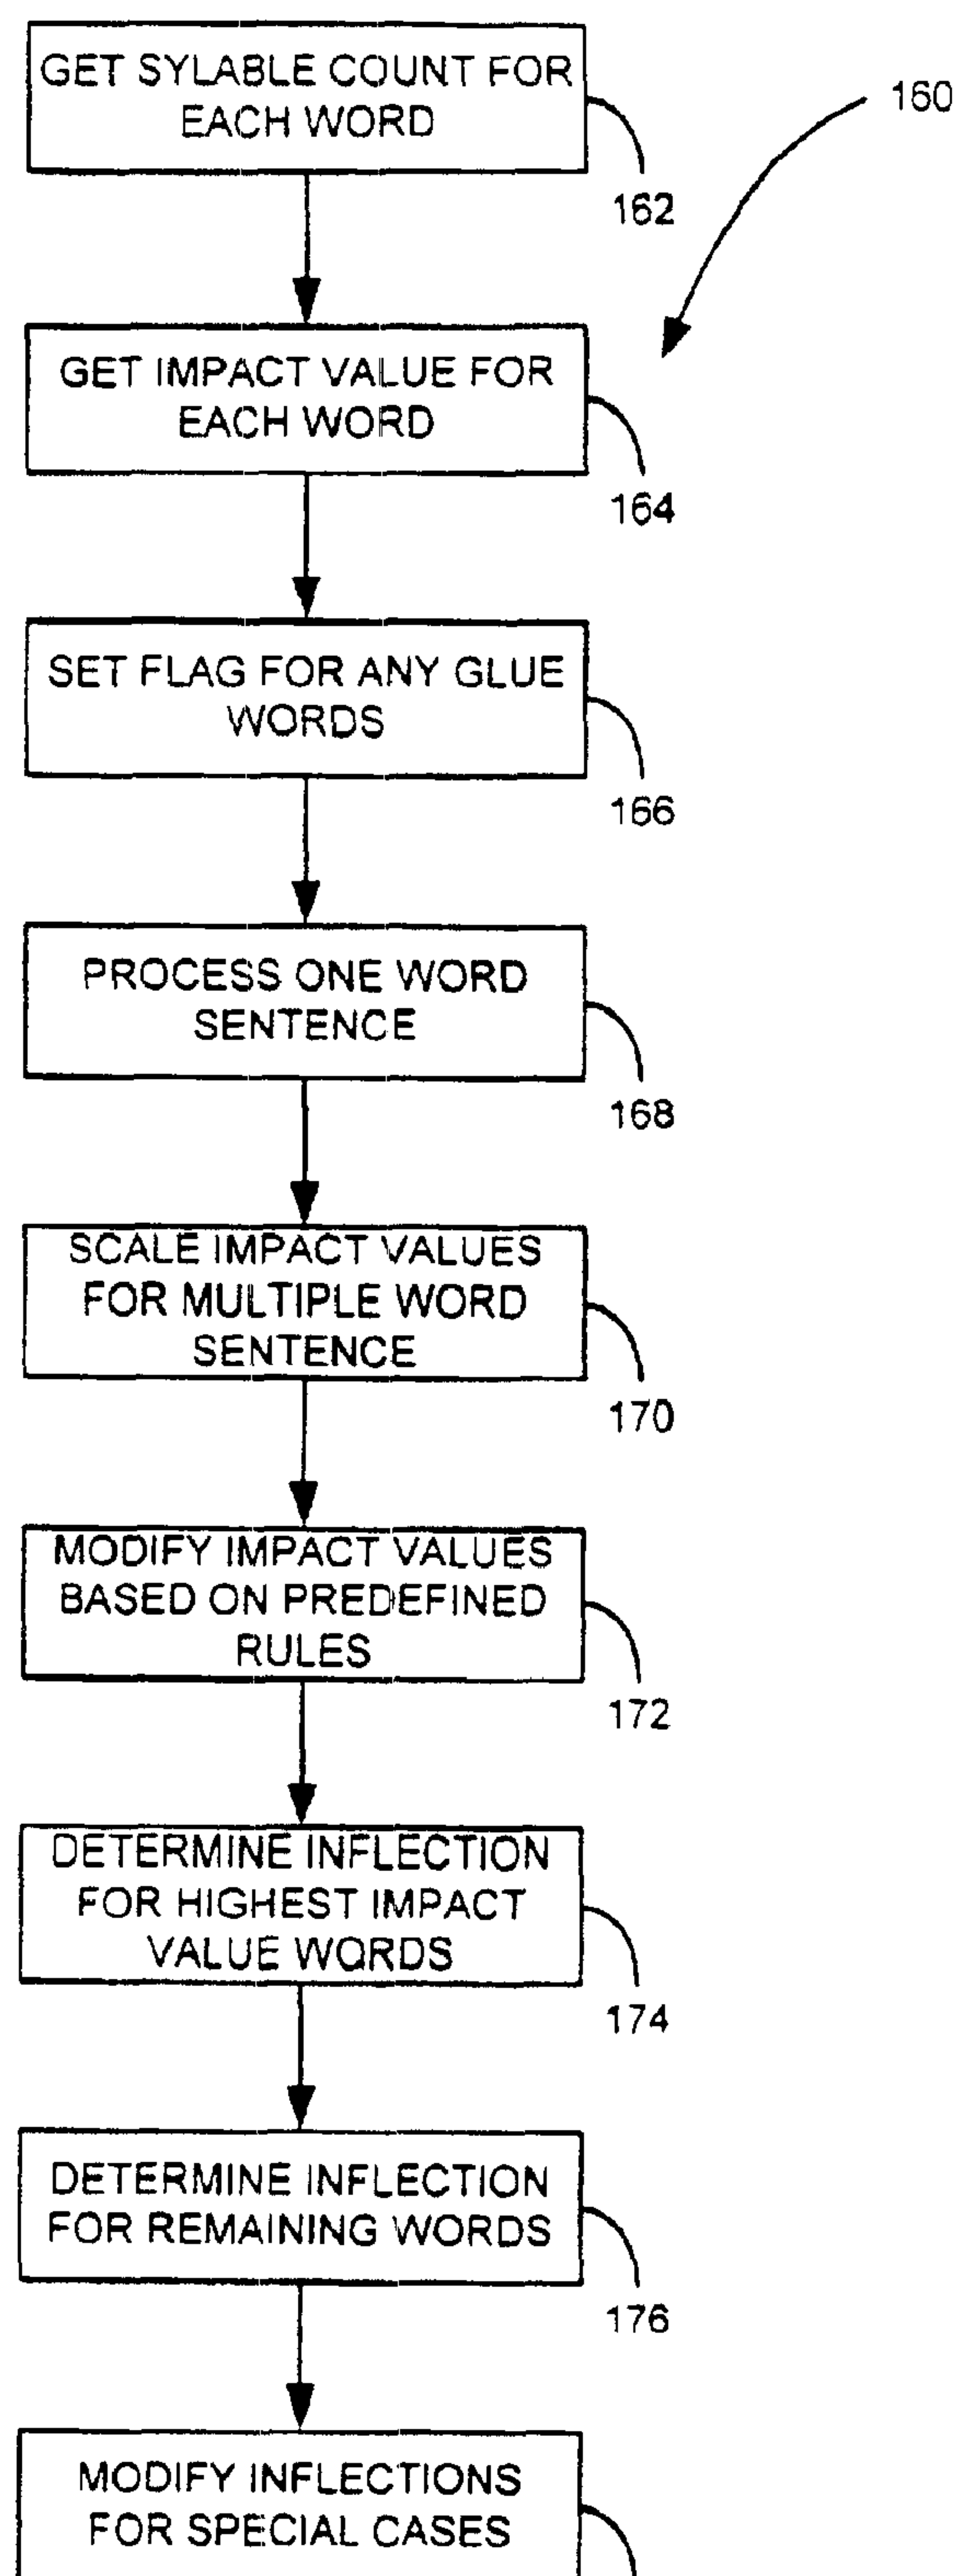 GET SYLABLE COUNT FOR
EACH WORD
160
162
GET IMPACT VALUE FOR
EACH WORD
164
SET FLAG FOR ANY GLUE
WORDS
166
PROCESS ONE WORD
SENTENCE
168
SCALE IMPACT VALUES
FOR MULTIPLE WORD
SENTENCE
170
MODIFY IMPACT VALUES
BASED ON PREDEFINED
RULES
172
DETERMINE INFLECTION
FOR HIGHEST IMPACT
VALUE WORDS
174
DETERMINE INFLECTION
FOR REMAINING WORDS
176
MODIFY INFLECTIONS
FOR SPECIAL CASES